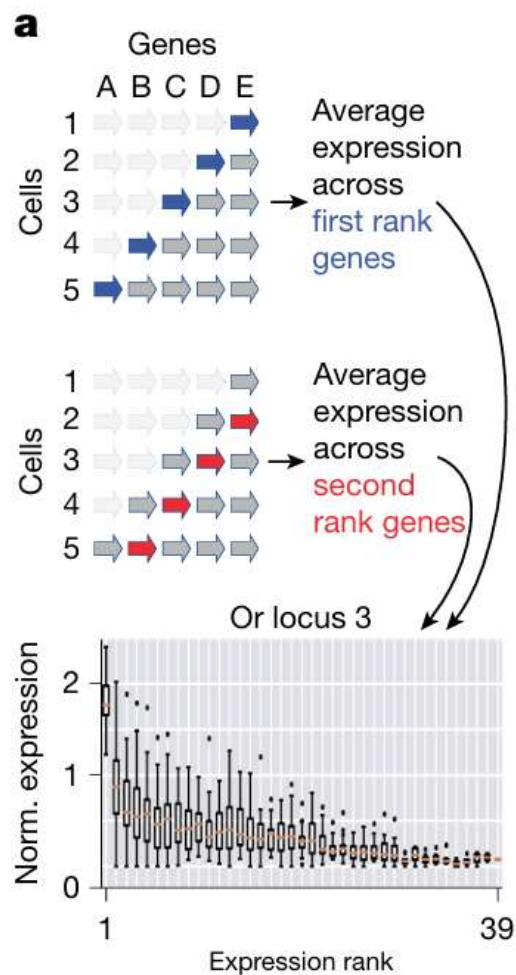 a
Genes
A B C D E
Cells
1
2
3
4
5
Average
expression
across
first rank
genes
Cells
1
2
3
4
5
Average
expression
across
second
rank genes
Or locus 3
Norm. expression
2
1
0
1
39
Expression rank